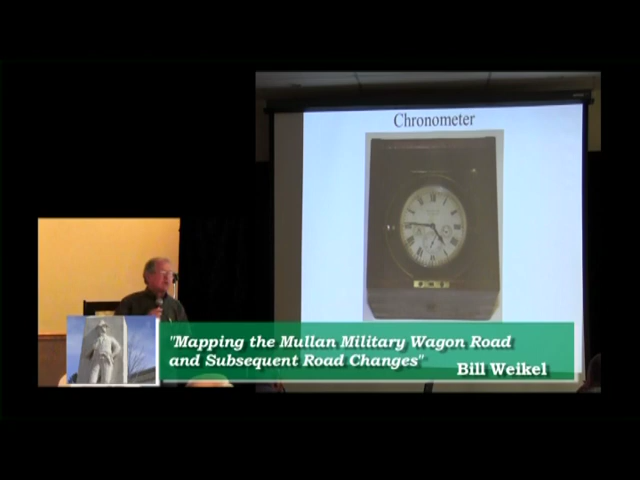 Chronometer
"Mapping the Mullan Military Wagon Road
and Subsequent Road Changes"
Bill Weikel